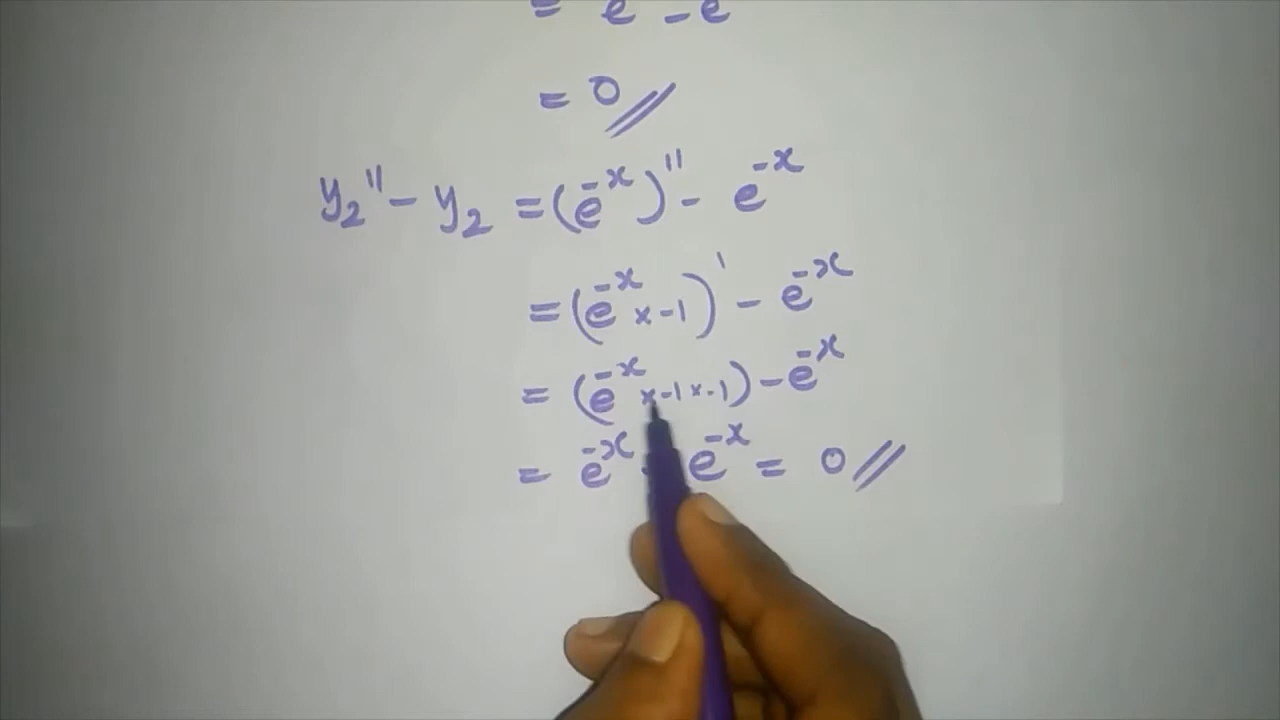 = e - e
= 0 //
y₂'' - y₂ = (e⁻ˣ)'' - e⁻ˣ
= (e⁻ˣ × -1)' - e⁻ˣ
= (e⁻ˣ × -1 × -1) - e⁻ˣ
= e⁻ˣ - e⁻ˣ = 0 //